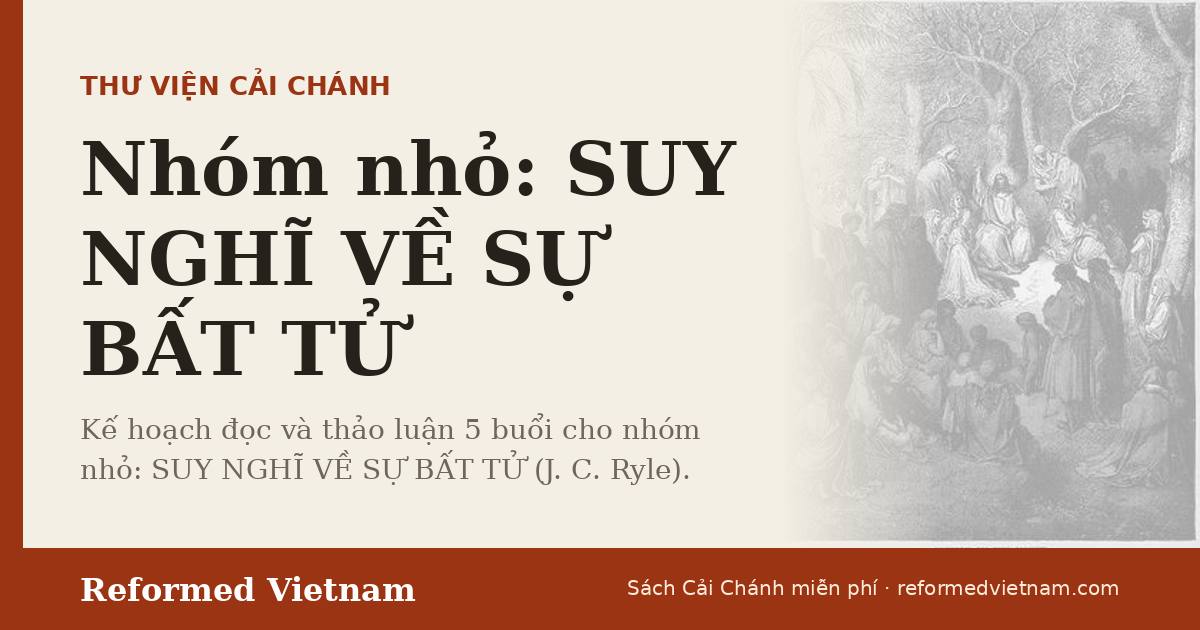 THƯ VIỆN CẢI CHÁNH
Nhóm nhỏ: SUY
NGHĨ VỀ SỰ
BẤT TỬ
Kế hoạch đọc và thảo luận 5 buổi cho nhóm
nhỏ: SUY NGHĨ VỀ SỰ BẤT TỬ (J. C. Ryle).
Reformed Vietnam
Sách Cải Chánh miễn phí · reformedvietnam.com